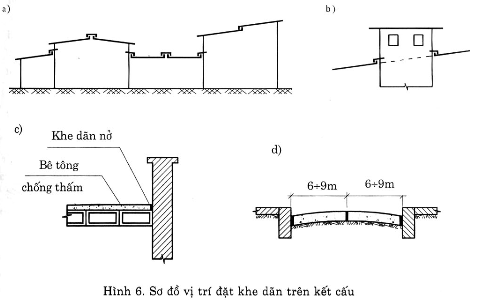 a)
b)
c)
Khe dãn nở
Bê tông
chống thấm
d)
6÷9m 6÷9m
Hình 6. Sơ đồ vị trí đặt khe dãn trên kết cấu